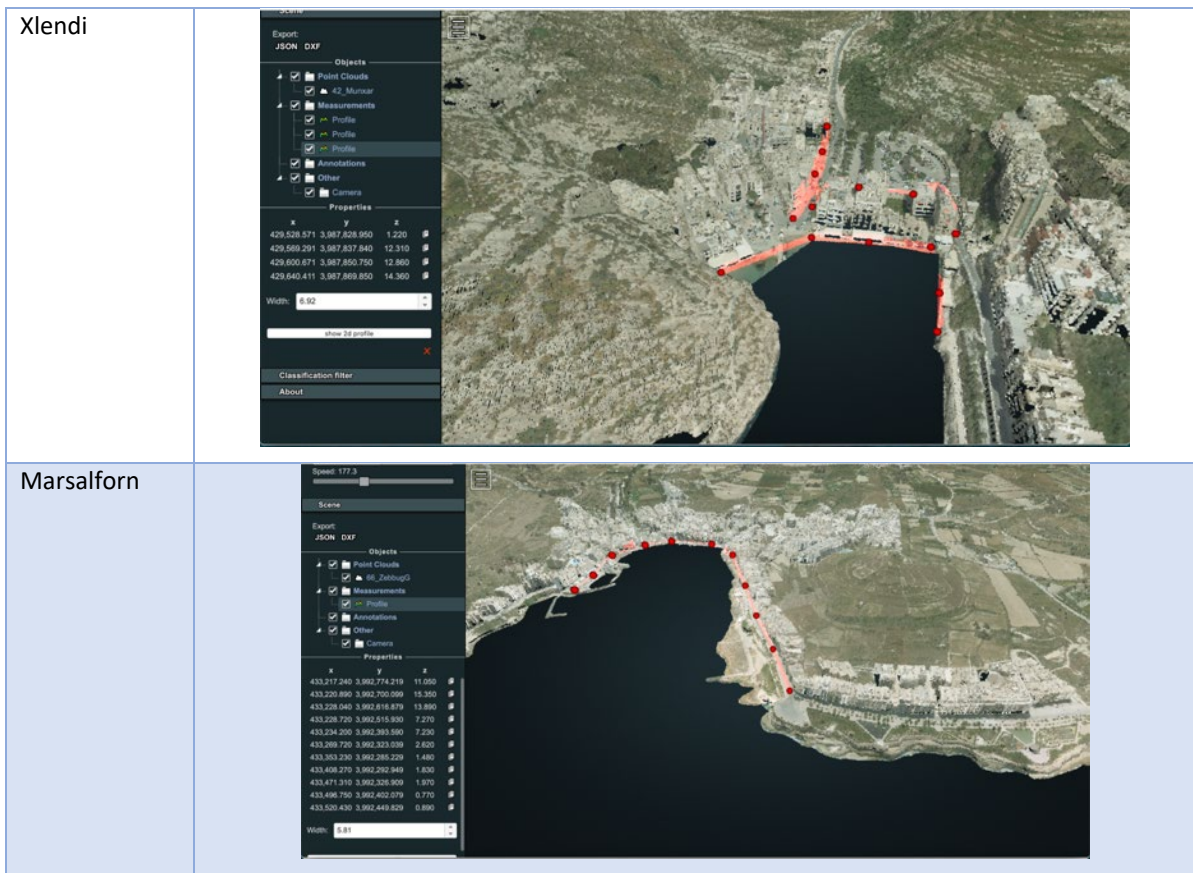 Xlendi
Scene
Export:
JSON DXF
Objects
Point Clouds
42_Munxar
Measurements
Profile
Profile
Profile
Annotations
Other
Camera
Properties
x y z
429,528.571 3,987,828.950 1.220
429,569.291 3,987,837.840 12.310
429,600.671 3,987,850.750 12.860
429,640.411 3,987,869.850 14.360
Width: 6.92
show 2d profile
Classification filter
About
Marsalforn
Speed: 177.3
Scene
Export:
JSON DXF
Objects
Point Clouds
66_ZebbugG
Measurements
Profile
Annotations
Other
Camera
Properties
x y z
433,217.240 3,992,774.219 11.050
433,220.890 3,992,700.099 15.350
433,228.040 3,992,616.879 13.890
433,228.720 3,992,515.930 7.270
433,234.200 3,992,393.590 7.230
433,269.720 3,992,323.039 2.620
433,353.230 3,992,285.229 1.480
433,408.270 3,992,292.949 1.830
433,471.310 3,992,326.909 1.970
433,496.750 3,992,402.079 0.770
433,520.430 3,992,449.829 0.890
Width: 5.81